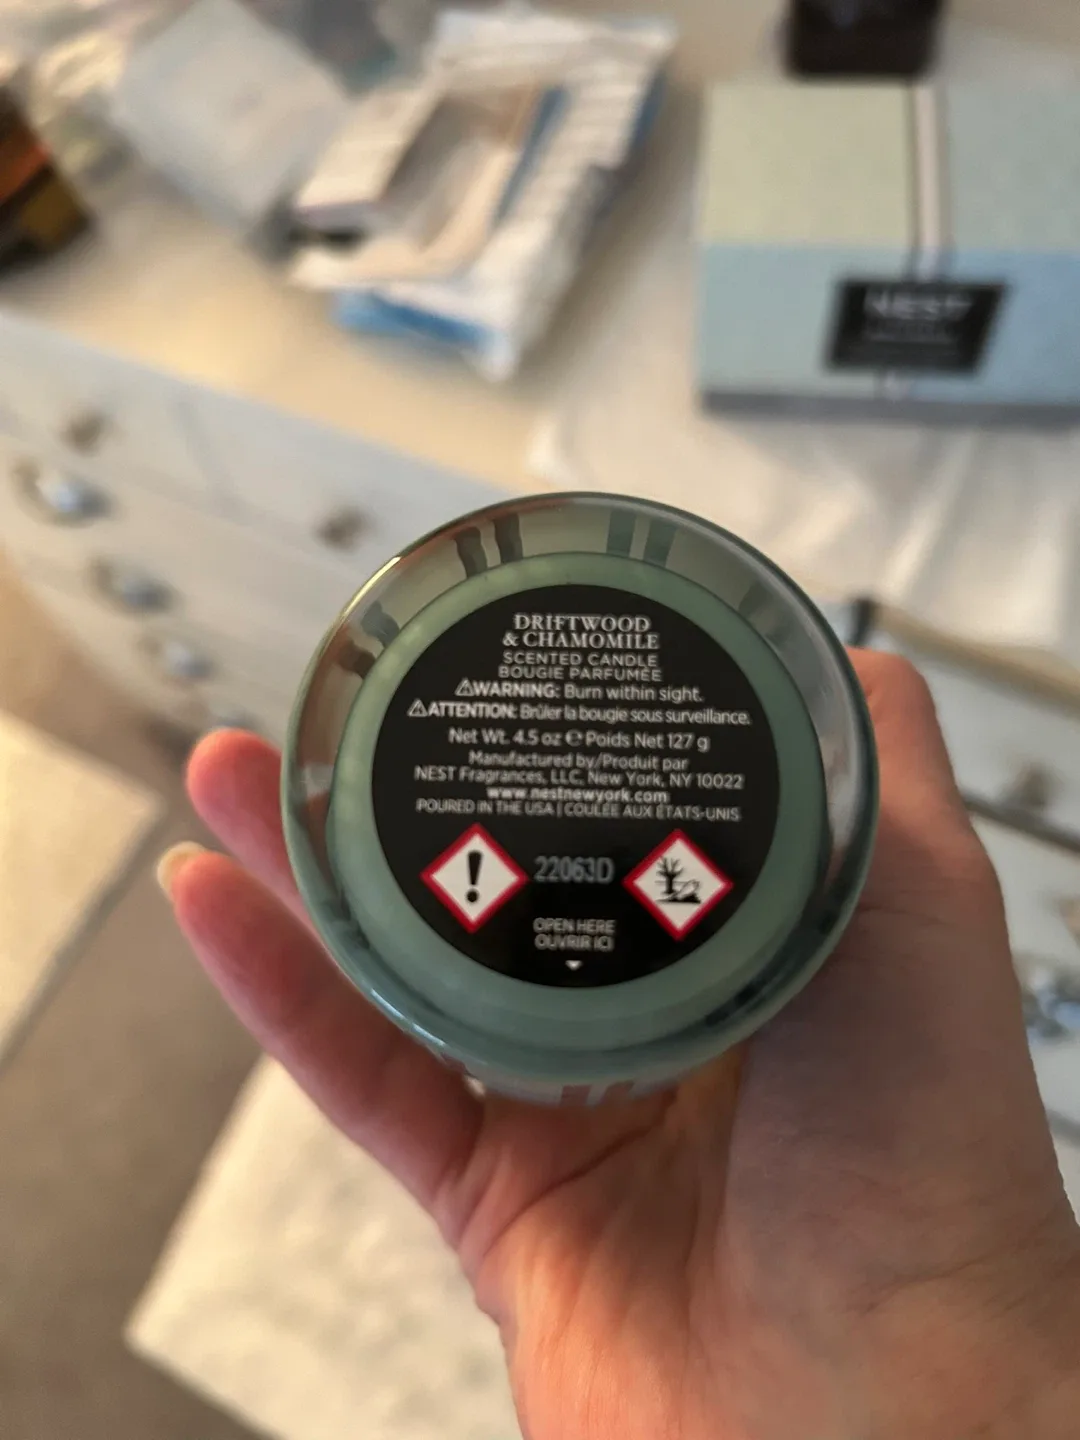 NEST
DRIFTWOOD
& CHAMOMILE
SCENTED CANDLE
BOUGIE PARFUMÉE
⚠WARNING: Burn within sight.
⚠ATTENTION: Brûler la bougie sous surveillance.
Net Wt. 4.5 oz ℮ Poids Net 127 g
Manufactured by/Produit par
NEST Fragrances, LLC, New York, NY 10022
www.nestnewyork.com
POURED IN THE USA | COULÉE AUX ÉTATS-UNIS
22063D
OPEN HERE
OUVRIR ICI